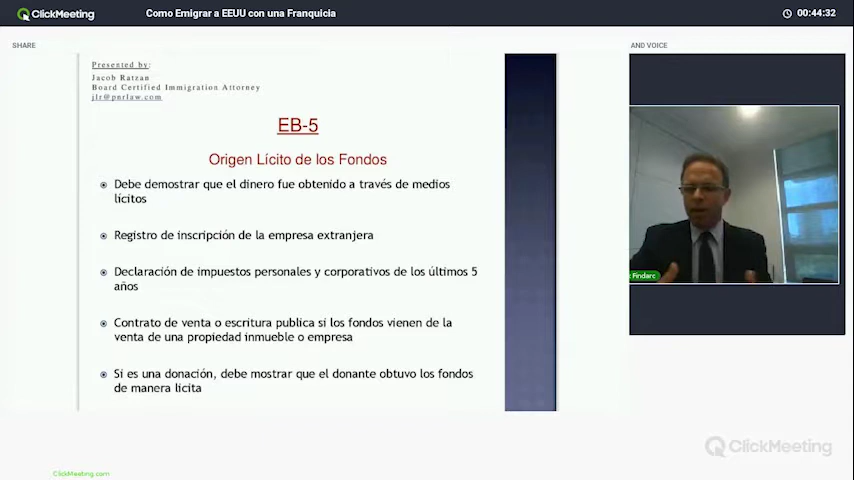 ClickMeeting
Como Emigrar a EEUU con una Franquicia
00:44:32
SHARE
AND VOICE
Presented by:
Jacob Ratzan
Board Certified Immigration Attorney
jlr@pnrlaw.com
EB-5
Origen Lícito de los Fondos
Debe demostrar que el dinero fue obtenido a través de medios
lícitos
Registro de inscripción de la empresa extranjera
Declaración de impuestos personales y corporativos de los últimos 5
años
Contrato de venta o escritura publica si los fondos vienen de la
venta de una propiedad inmueble o empresa
Si es una donación, debe mostrar que el donante obtuvo los fondos
de manera licita
Findarc
ClickMeeting
ClickMeeting.com